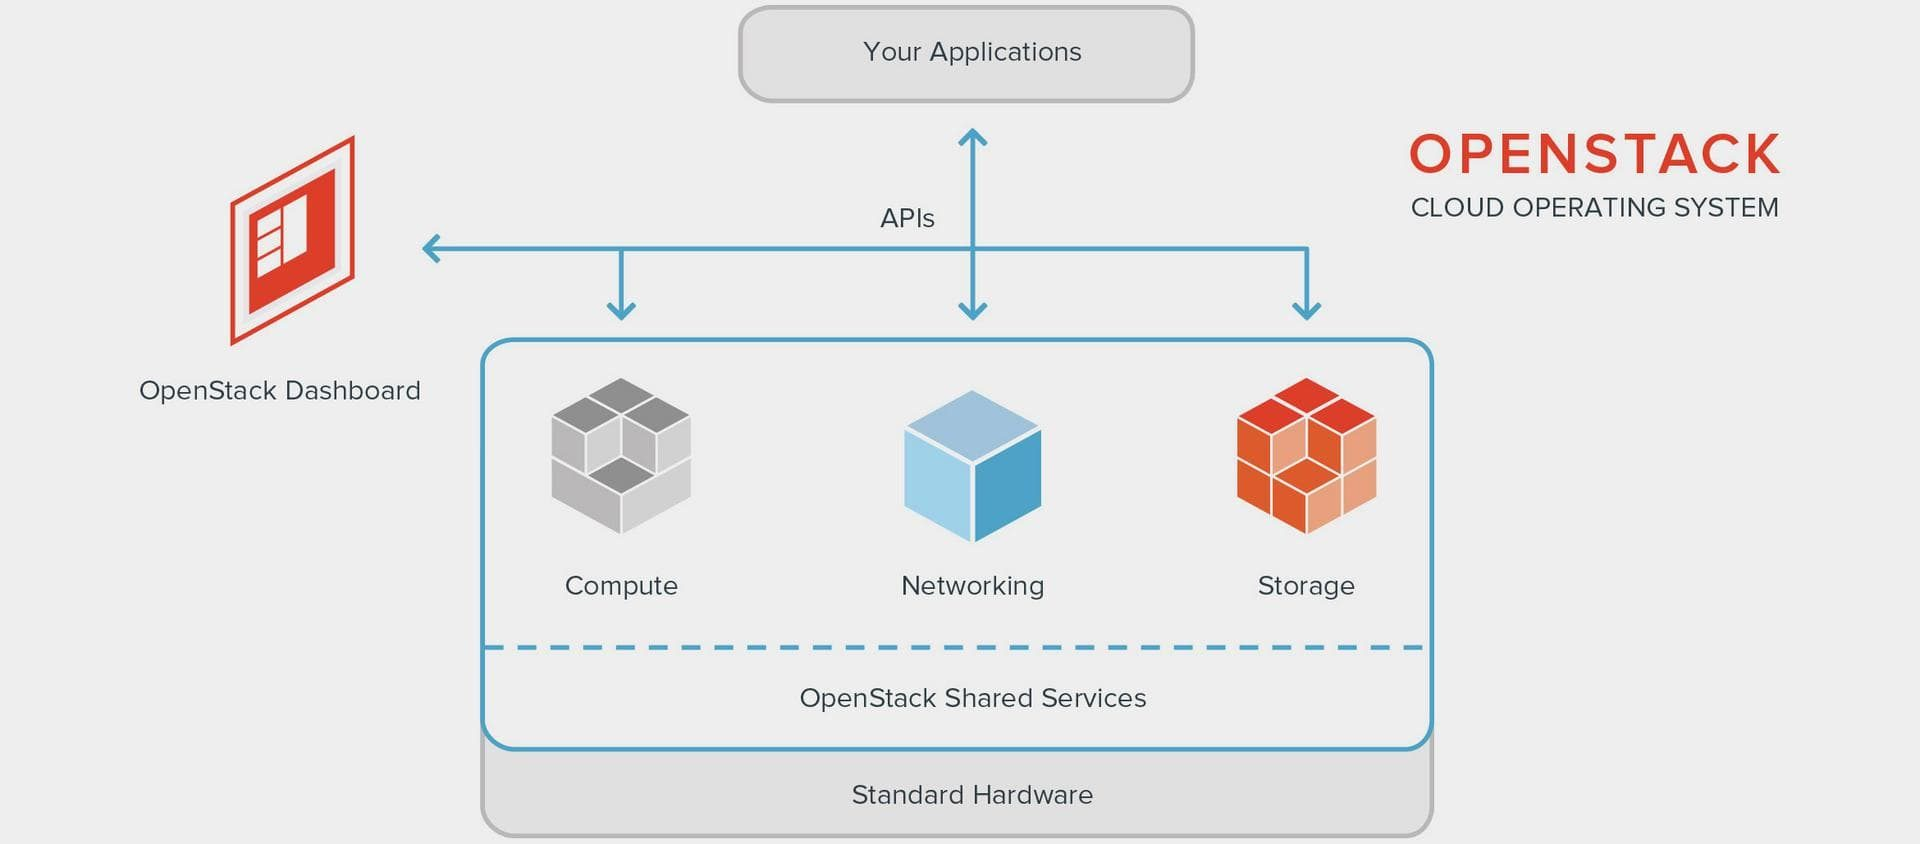 Your Applications
OPENSTACK
CLOUD OPERATING SYSTEM
APIs
OpenStack Dashboard
Compute
Networking
Storage
OpenStack Shared Services
Standard Hardware